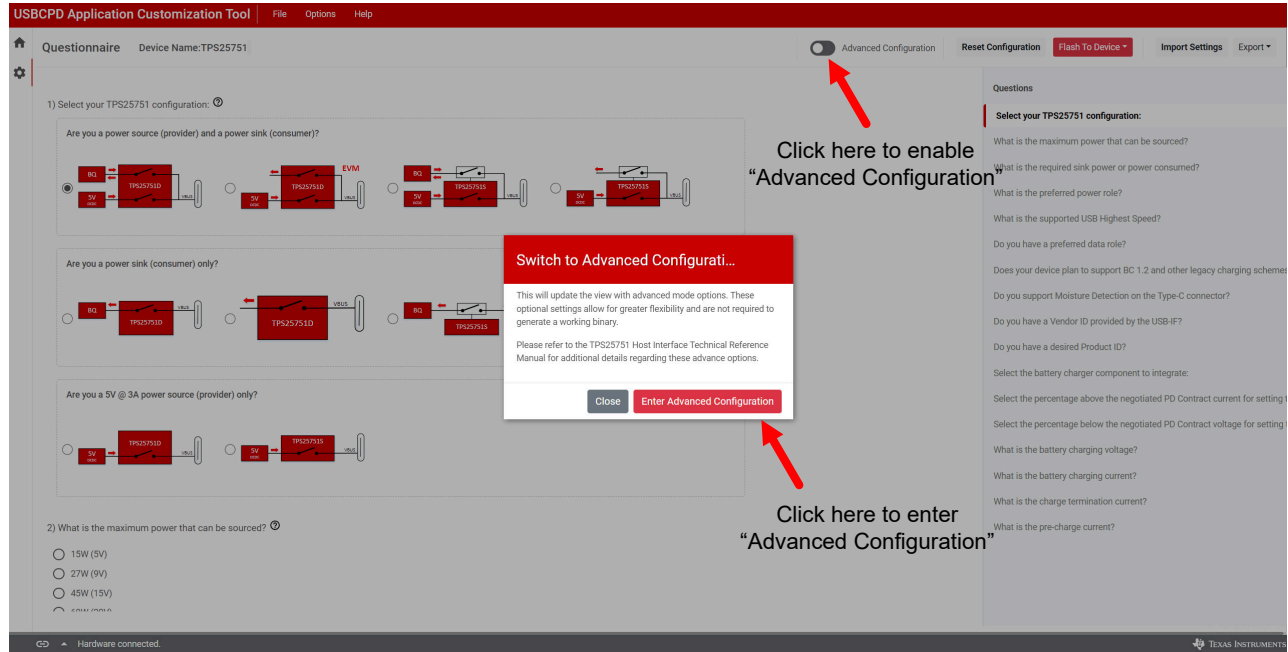 USBCPD Application Customization Tool File Options Help
Questionnaire Device Name:TPS25751
Advanced Configuration Reset Configuration Flash To Device Import Settings Export
Questions
1) Select your TPS25751 configuration:
Select your TPS25751 configuration:
Are you a power source (provider) and a power sink (consumer)?
BQ TPS25751D 5V DCDC VBUS
EVM TPS25751D 5V DCDC VBUS
BQ TPS25751S 5V DCDC VBUS
TPS25751S 5V DCDC VBUS
Click here to enable
“Advanced Configuration”
What is the maximum power that can be sourced?
What is the required sink power or power consumed?
What is the preferred power role?
What is the supported USB Highest Speed?
Do you have a preferred data role?
Does your device plan to support BC 1.2 and other legacy charging schemes
Do you support Moisture Detection on the Type-C connector?
Do you have a Vendor ID provided by the USB-IF?
Do you have a desired Product ID?
Select the battery charger component to integrate:
Select the percentage above the negotiated PD Contract current for setting
Select the percentage below the negotiated PD Contract voltage for setting
What is the battery charging voltage?
What is the battery charging current?
What is the charge termination current?
What is the pre-charge current?
Are you a power sink (consumer) only?
BQ TPS25751D VBUS
TPS25751D VBUS
BQ TPS25751S
Switch to Advanced Configurati...
This will update the view with advanced mode options. These
optional settings allow for greater flexibility and are not required to
generate a working binary.
Please refer to the TPS25751 Host Interface Technical Reference
Manual for additional details regarding these advance options.
Close Enter Advanced Configuration
Are you a 5V @ 3A power source (provider) only?
5V DCDC TPS25751D VBUS
5V DCDC TPS25751S VBUS
Click here to enter
“Advanced Configuration”
2) What is the maximum power that can be sourced?
15W (5V)
27W (9V)
45W (15V)
Hardware connected.
TEXAS INSTRUMENTS